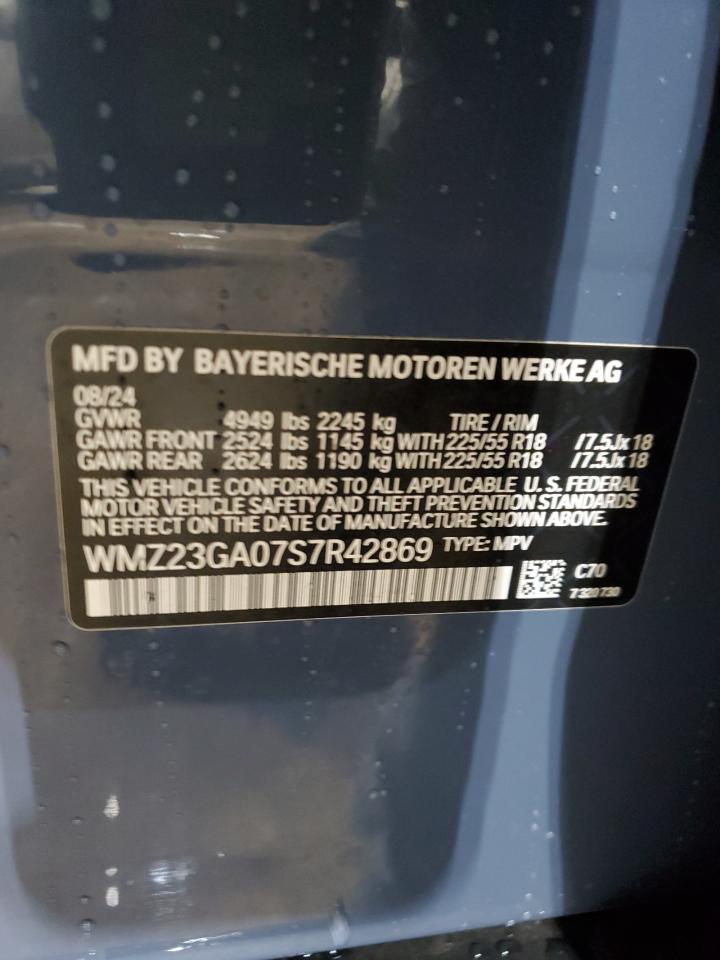 MFD BY BAYERISCHE MOTOREN WERKE AG
08/24
GVWR 4949 lbs 2245 kg TIRE / RIM
GAWR FRONT 2524 lbs 1145 kg WITH 225/55 R18 /7.5Jx18
GAWR REAR 2624 lbs 1190 kg WITH 225/55 R18 /7.5Jx18
THIS VEHICLE CONFORMS TO ALL APPLICABLE U.S. FEDERAL
MOTOR VEHICLE SAFETY AND THEFT PREVENTION STANDARDS
IN EFFECT ON THE DATE OF MANUFACTURE SHOWN ABOVE.
WMZ23GA07S7R42869 TYPE: MPV
C70
7 320 730